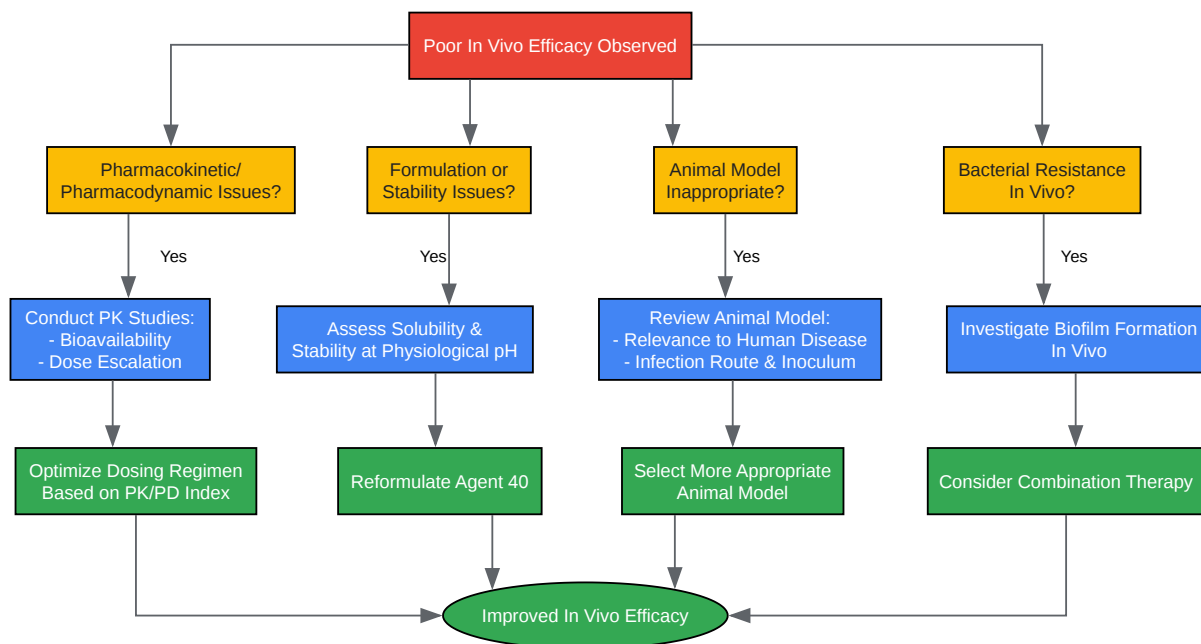 Poor In Vivo Efficacy Observed
Pharmacokinetic/
Pharmacodynamic Issues?
Formulation or
Stability Issues?
Animal Model
Inappropriate?
Bacterial Resistance
In Vivo?
Yes
Yes
Yes
Yes
Conduct PK Studies:
- Bioavailability
- Dose Escalation
Assess Solubility &
Stability at Physiological pH
Review Animal Model:
- Relevance to Human Disease
- Infection Route & Inoculum
Investigate Biofilm Formation
In Vivo
Optimize Dosing Regimen
Based on PK/PD Index
Reformulate Agent 40
Select More Appropriate
Animal Model
Consider Combination Therapy
Improved In Vivo Efficacy